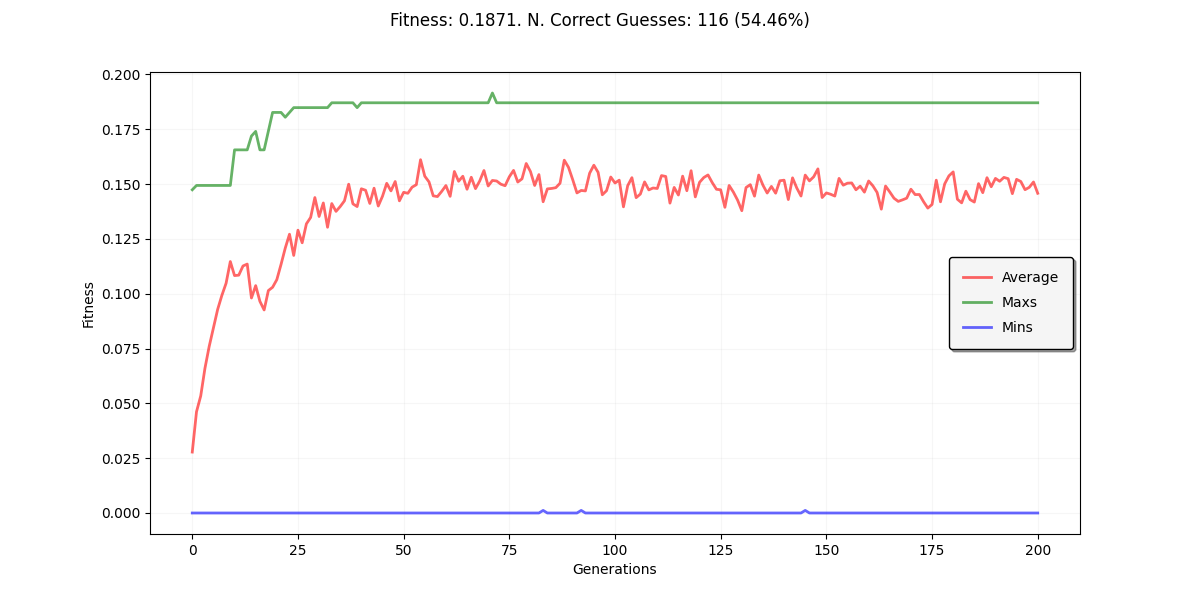 Fitness: 0.1871. N. Correct Guesses: 116 (54.46%)
0.200
0.175
0.150
0.125
0.100
0.075
0.050
0.025
0.000
Fitness
Average
Maxs
Mins
0 25 50 75 100 125 150 175 200
Generations